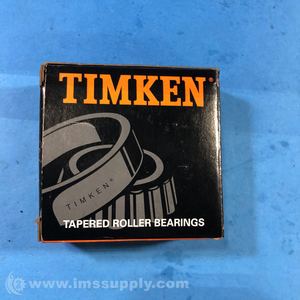 TIMKEN®
TIMKEN®
TAPERED ROLLER BEARINGS
© www.imssupply.com